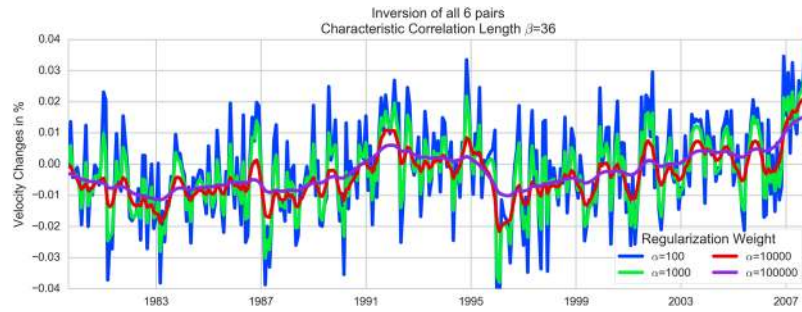 Inversion of all 6 pairs
Characteristic Correlation Length β=36
Velocity Changes in %
0.04
0.03
0.02
0.01
0.00
−0.01
−0.02
−0.03
−0.04
Regularization Weight
α=100
α=10000
α=1000
α=100000
1983
1987
1991
1995
1999
2003
2007